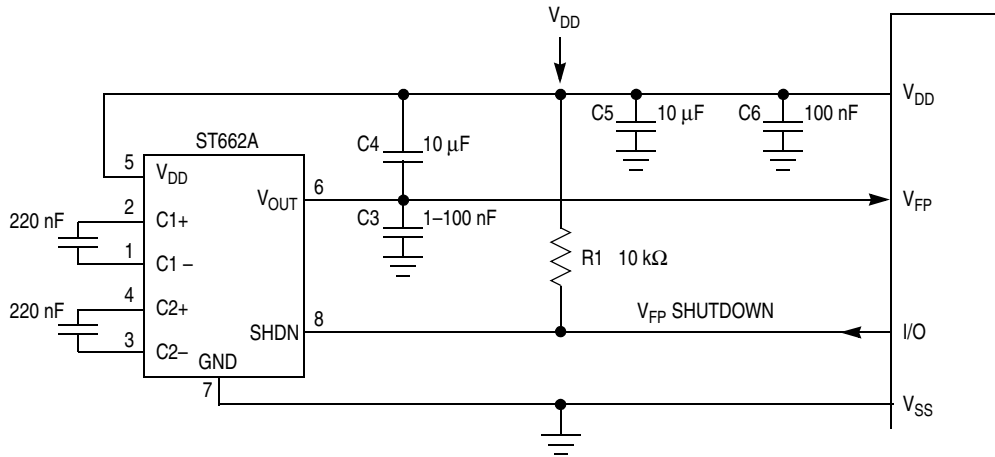 V_DD
V_DD
C5 10 μF C6 100 nF
ST662A
C4 10 μF
5 V_DD
V_OUT 6
V_FP
2 C1+
220 nF
C3 1–100 nF
1 C1 –
R1 10 kΩ
4 C2+
220 nF
V_FP SHUTDOWN
SHDN 8
I/O
3 C2–
GND
7
V_SS